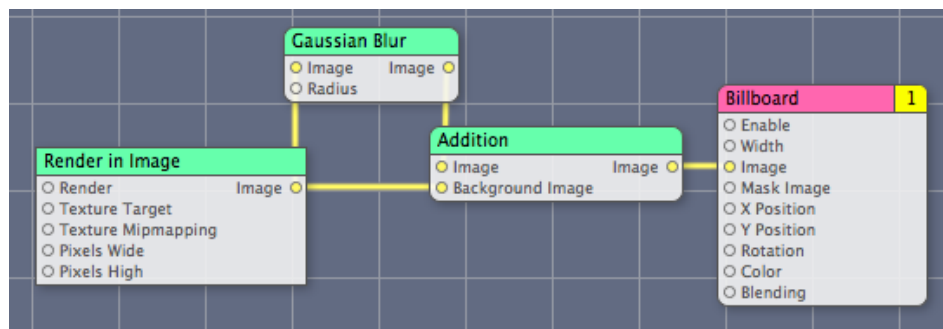 Gaussian Blur
Image Image
Radius
Render in Image
Render Image
Texture Target
Texture Mipmapping
Pixels Wide
Pixels High
Addition
Image Image
Background Image
Billboard 1
Enable
Width
Image
Mask Image
X Position
Y Position
Rotation
Color
Blending